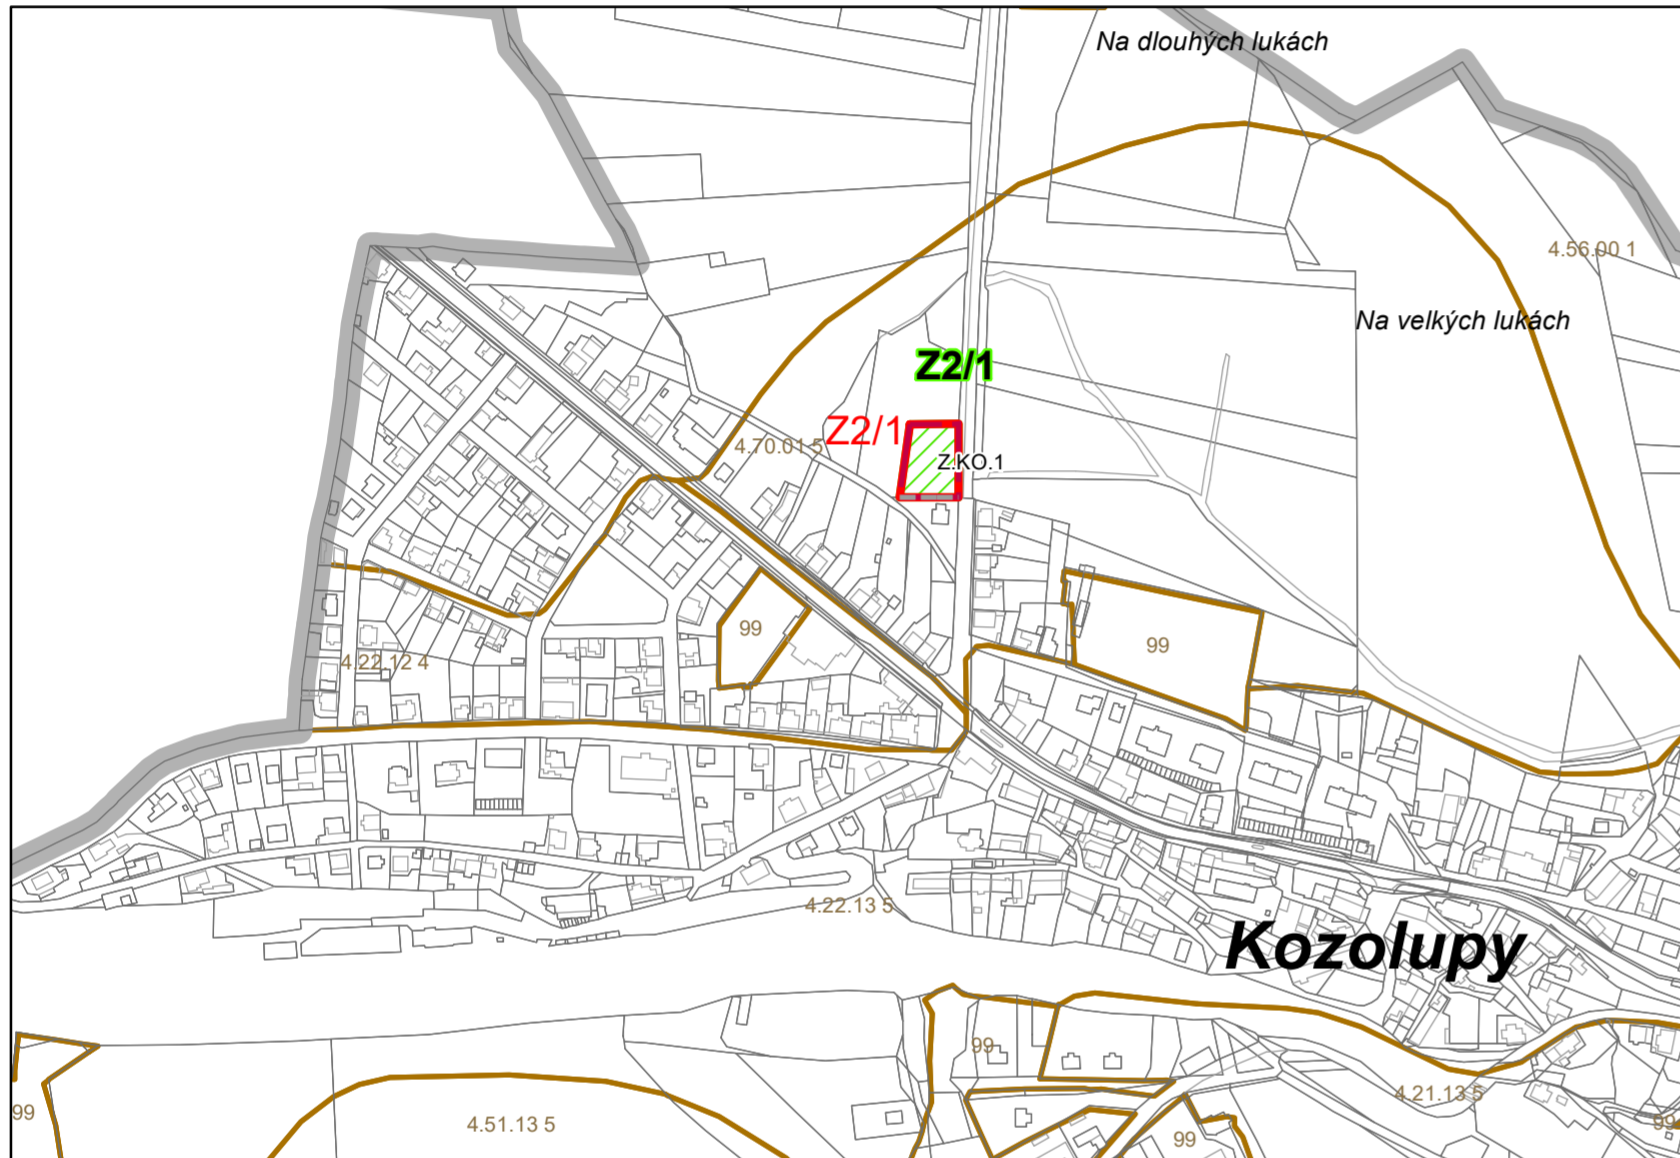 Na dlouhých lukách
4.56.00 1
Na velkých lukách
Z2/1
Z2/1
4.70.01 5
Z.KO.1
99
99
4.22.12 4
4.22.13 5
Kozolupy
99
4.21.13 5
99
4.51.13 5
99
99